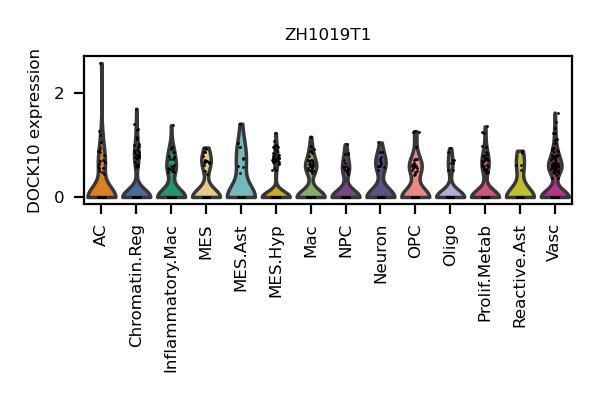 ZH1019T1
DOCK10 expression
2
0
AC
Chromatin.Reg
Inflammatory.Mac
MES
MES.Ast
MES.Hyp
Mac
NPC
Neuron
OPC
Oligo
Prolif.Metab
Reactive.Ast
Vasc